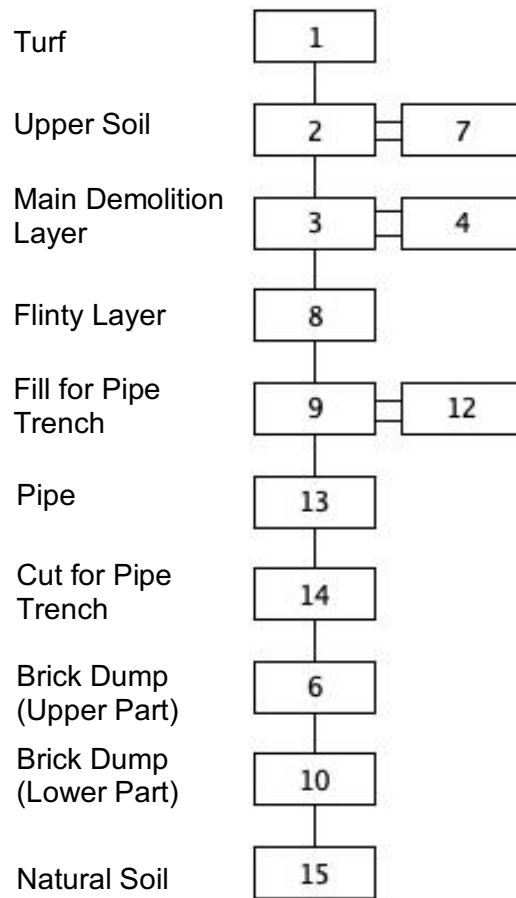 Turf
1
Upper Soil
2
7
Main Demolition
Layer
3
4
Flinty Layer
8
Fill for Pipe
Trench
9
12
Pipe
13
Cut for Pipe
Trench
14
Brick Dump
(Upper Part)
6
Brick Dump
(Lower Part)
10
Natural Soil
15